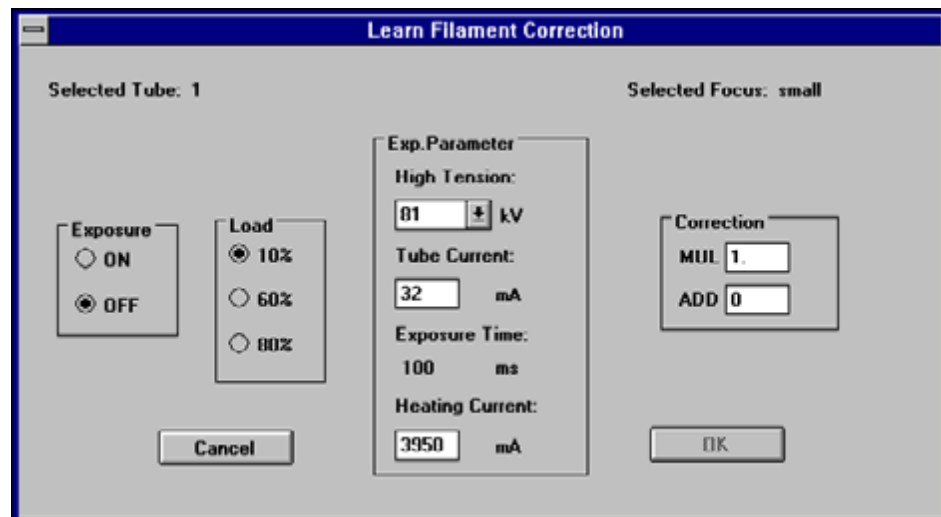 Learn Filament Correction
Selected Tube: 1
Selected Focus: small
Exposure
ON
OFF
Load
10%
60%
80%
Exp.Parameter
High Tension:
81 kV
Tube Current:
32 mA
Exposure Time:
100 ms
Heating Current:
3950 mA
Correction
MUL 1.
ADD 0
Cancel
OK